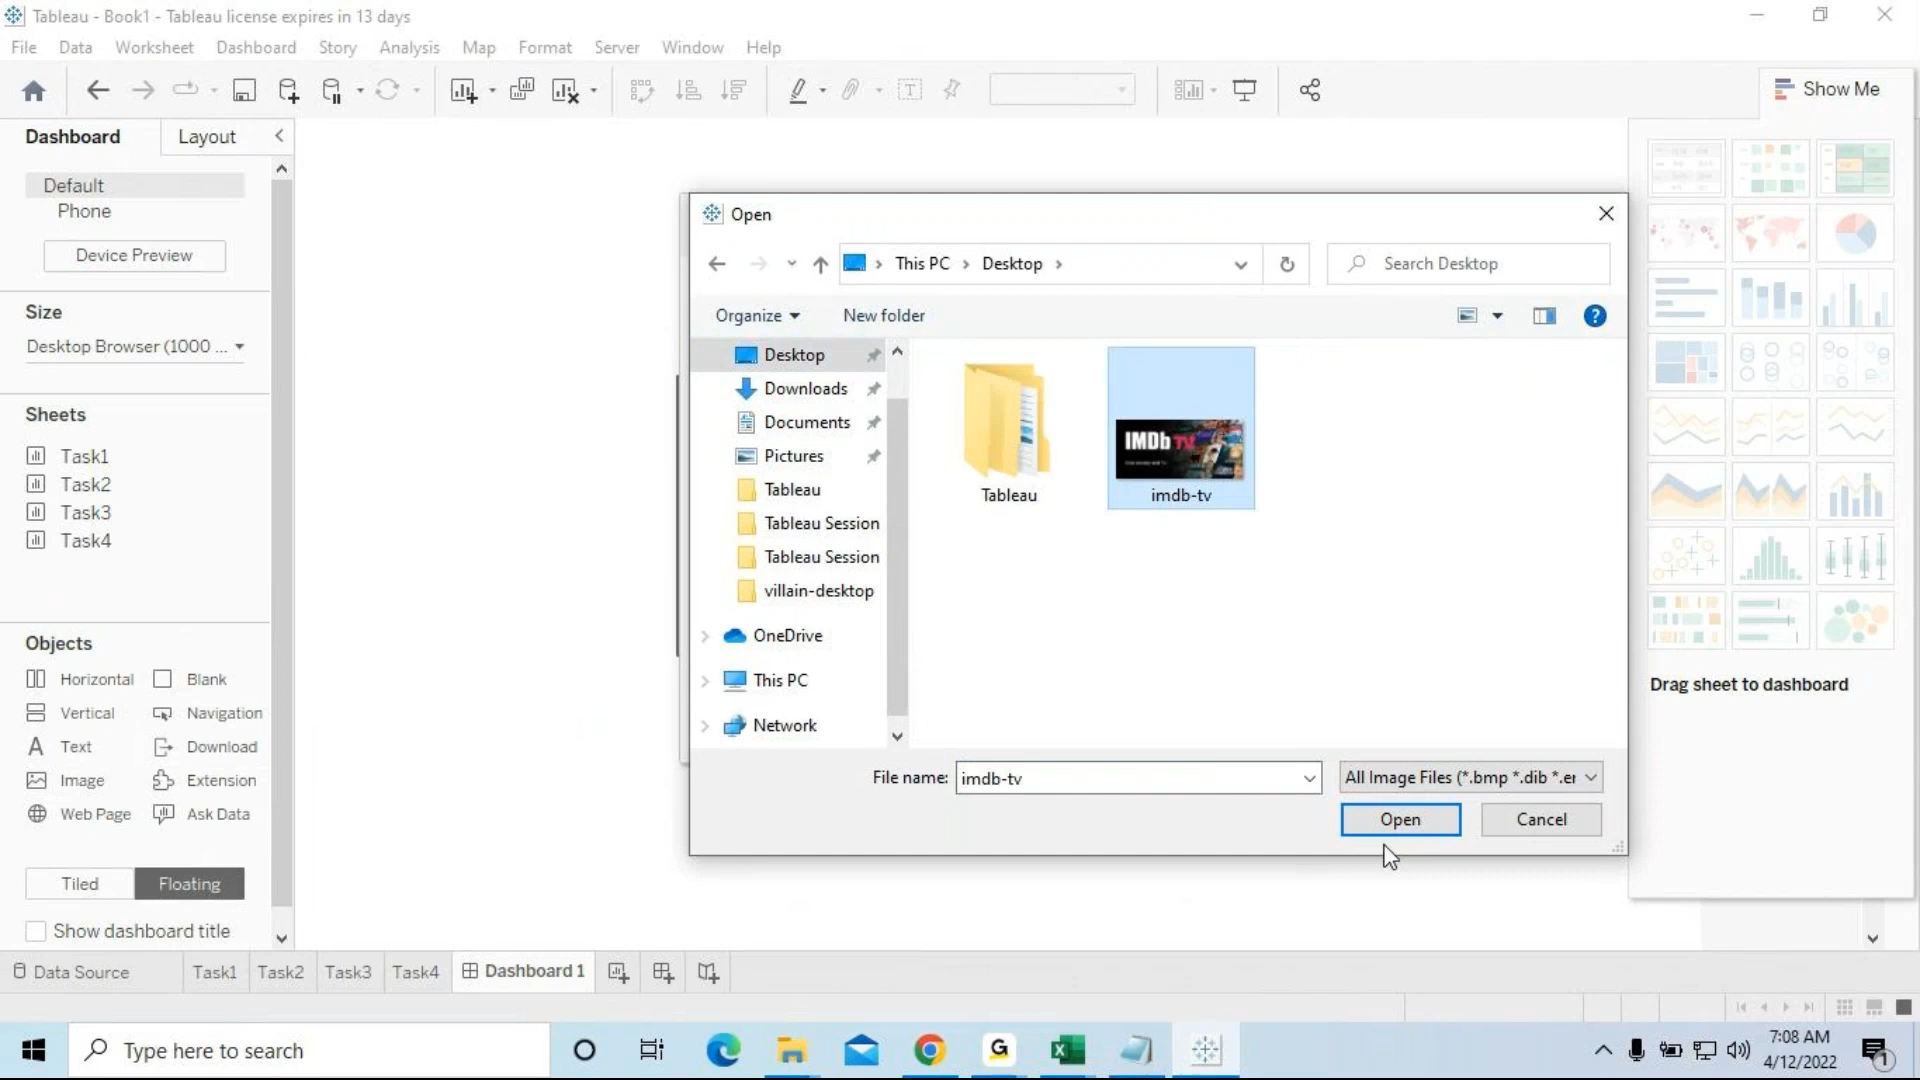 Tableau - Book1 - Tableau license expires in 13 days
File Data Worksheet Dashboard Story Analysis Map Format Server Window Help
Show Me
Dashboard Layout
Default
Phone
Device Preview
Size
Desktop Browser (1000 ...
Sheets
Task1
Task2
Task3
Task4
Objects
Horizontal Blank
Vertical Navigation
Text Download
Image Extension
Web Page Ask Data
Tiled Floating
Show dashboard title
Open
This PC Desktop
Search Desktop
Organize New folder
Desktop
Downloads
Documents
Pictures
Tableau
Tableau Session
Tableau Session
villain-desktop
OneDrive
This PC
Network
Tableau
IMDb TV
imdb-tv
File name: imdb-tv
All Image Files (*.bmp *.dib *.er
Open Cancel
Drag sheet to dashboard
Data Source Task1 Task2 Task3 Task4 Dashboard 1
Type here to search
7:08 AM
4/12/2022
1